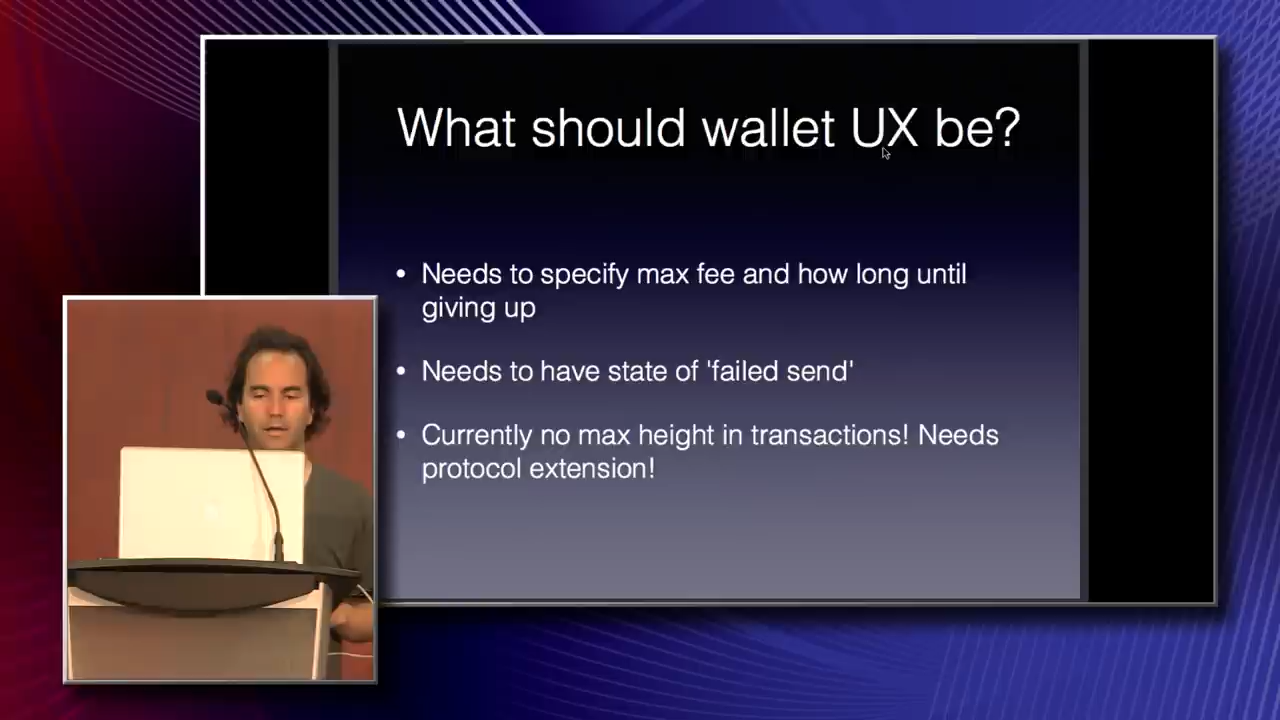 What should wallet UX be?
• Needs to specify max fee and how long until
giving up
• Needs to have state of 'failed send'
• Currently no max height in transactions! Needs
protocol extension!